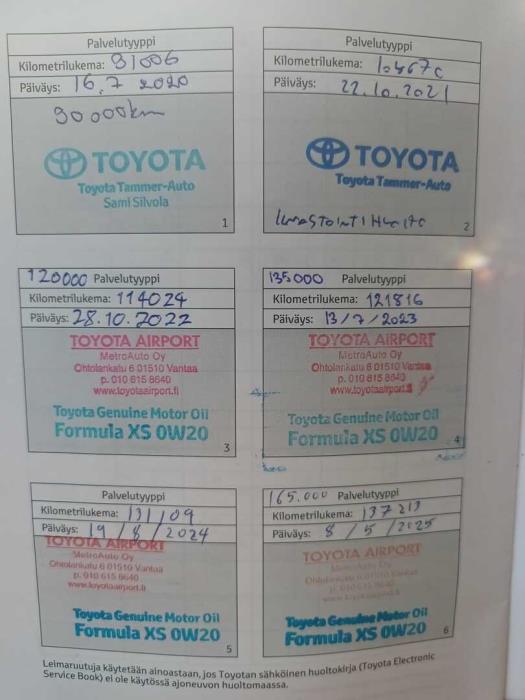 Palvelutyyppi
Kilometrilukema: 91006
Päiväys: 16.7 2020
90 000km
TOYOTA
Toyota Tammer-Auto
Sami Silvola
1
Palvelutyyppi
Kilometrilukema:
Päiväys: 22.10.2021
TOYOTA
Toyota Tammer-Auto
2
120000 Palvelutyyppi
Kilometrilukema: 114024
Päiväys: 28.10.2022
TOYOTA AIRPORT
MetroAuto Oy
Ohtolankatu 6 01510 Vantaa
p. 010 615 8640
www.toyotaairport.fi
Toyota Genuine Motor Oil
Formula XS 0W20
3
135000 Palvelutyyppi
Kilometrilukema: 121816
Päiväys: 13/7/2023
TOYOTA AIRPORT
MetroAuto Oy
Ohtolankatu 6 01510 Vantaa
p. 010 615 8640
www.toyotaairport.fi
Toyota Genuine Motor Oil
Formula XS 0W20
4
Palvelutyyppi
Kilometrilukema: 131109
Päiväys: 19/8/2024
TOYOTA AIRPORT
MetroAuto Oy
Ohtolankatu 6 01510 Vantaa
p. 010 615 8640
www.toyotaairport.fi
Toyota Genuine Motor Oil
Formula XS 0W20
5
165.000 Palvelutyyppi
Kilometrilukema: 137213
Päiväys: 8/5/2025
TOYOTA AIRPORT
MetroAuto Oy
Toyota Genuine Motor Oil
Formula XS 0W20
6
Leimaruutuja käytetään ainoastaan, jos Toyotan sähköinen huoltokirja (Toyota Electronic
Service Book) ei ole käytössä ajoneuvon huoltomaassa.